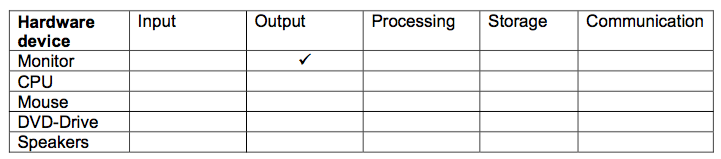 Hardware device Input Output Processing Storage Communication
Monitor ✓
CPU
Mouse
DVD-Drive
Speakers